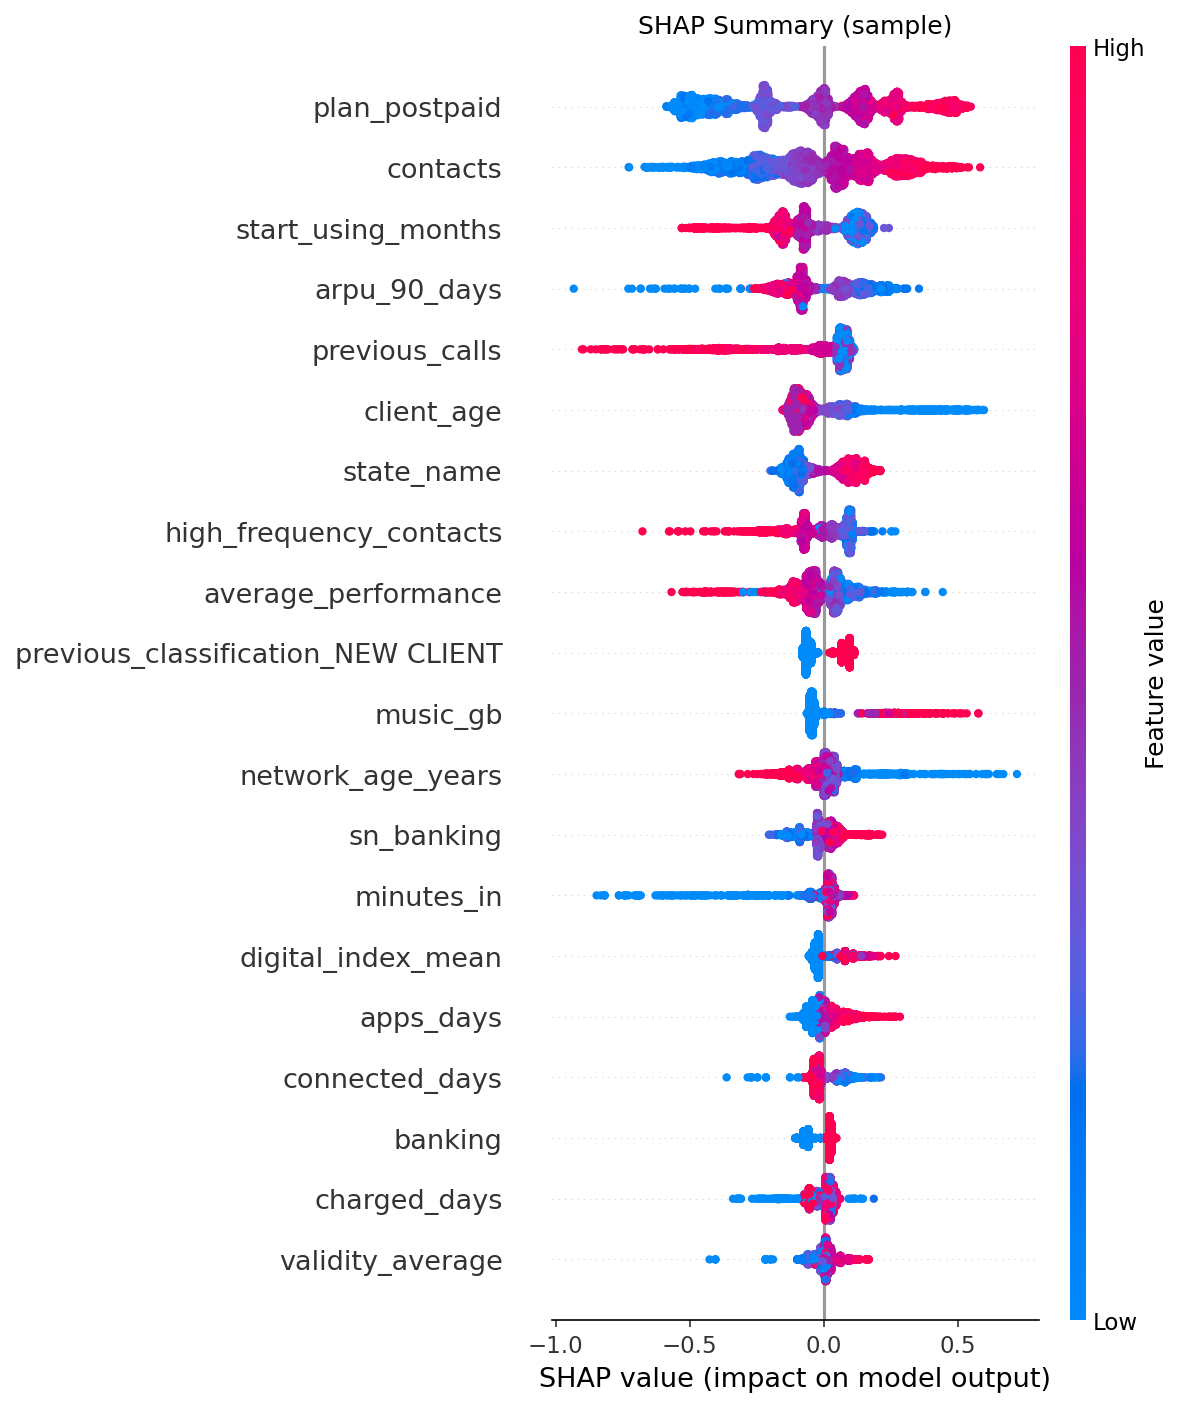 SHAP Summary (sample)
High
plan_postpaid
contacts
start_using_months
arpu_90_days
previous_calls
client_age
state_name
high_frequency_contacts
average_performance
previous_classification_NEW CLIENT
music_gb
network_age_years
sn_banking
minutes_in
digital_index_mean
apps_days
connected_days
banking
charged_days
validity_average
Feature value
Low
−1.0 −0.5 0.0 0.5
SHAP value (impact on model output)